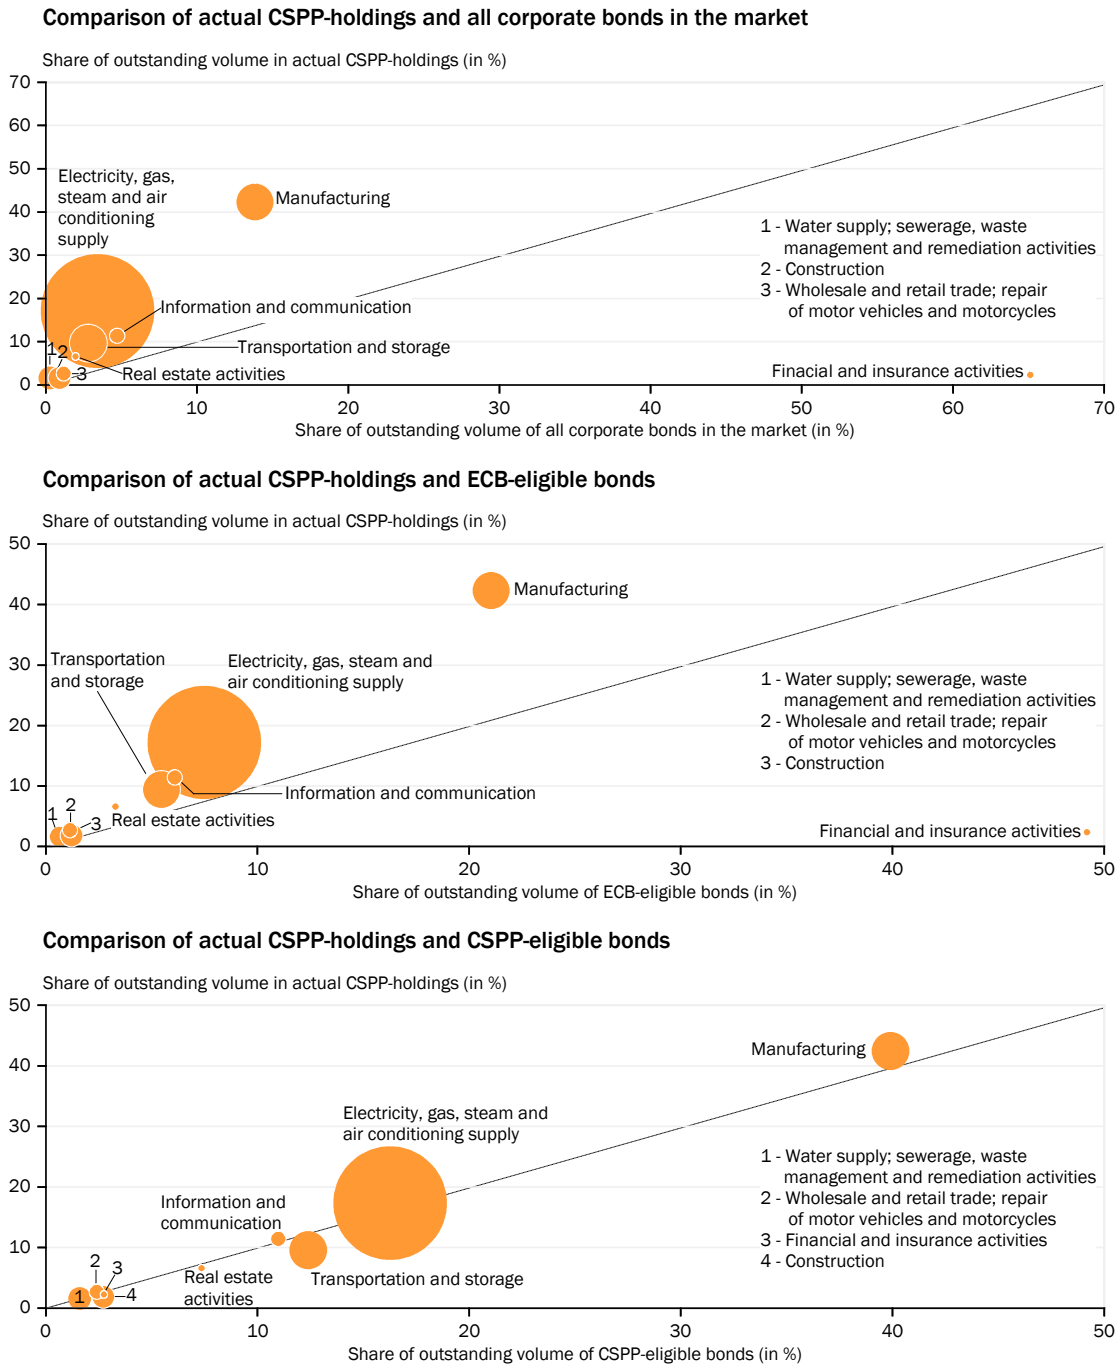 Comparison of actual CSPP-holdings and all corporate bonds in the market
Share of outstanding volume in actual CSPP-holdings (in %)
70
60
50
40
30
20
10
0
Electricity, gas,
steam and air
conditioning
supply
Manufacturing
1 - Water supply; sewerage, waste
management and remediation activities
2 - Construction
3 - Wholesale and retail trade; repair
of motor vehicles and motorcycles
Information and communication
Transportation and storage
1
2
3
Real estate activities
Finacial and insurance activities
0 10 20 30 40 50 60 70
Share of outstanding volume of all corporate bonds in the market (in %)
Comparison of actual CSPP-holdings and ECB-eligible bonds
Share of outstanding volume in actual CSPP-holdings (in %)
50
40
30
20
10
0
Manufacturing
Transportation
and storage
Electricity, gas, steam and
air conditioning supply
1 - Water supply; sewerage, waste
management and remediation activities
2 - Wholesale and retail trade; repair
of motor vehicles and motorcycles
3 - Construction
Information and communication
1
2
3
Real estate activities
Financial and insurance activities
0 10 20 30 40 50
Share of outstanding volume of ECB-eligible bonds (in %)
Comparison of actual CSPP-holdings and CSPP-eligible bonds
Share of outstanding volume in actual CSPP-holdings (in %)
50
40
30
20
10
0
Manufacturing
Electricity, gas, steam and
air conditioning supply
1 - Water supply; sewerage, waste
management and remediation activities
2 - Wholesale and retail trade; repair
of motor vehicles and motorcycles
3 - Financial and insurance activities
4 - Construction
Information and
communication
Transportation and storage
Real estate
activities
1
2
3
4
0 10 20 30 40 50
Share of outstanding volume of CSPP-eligible bonds (in %)